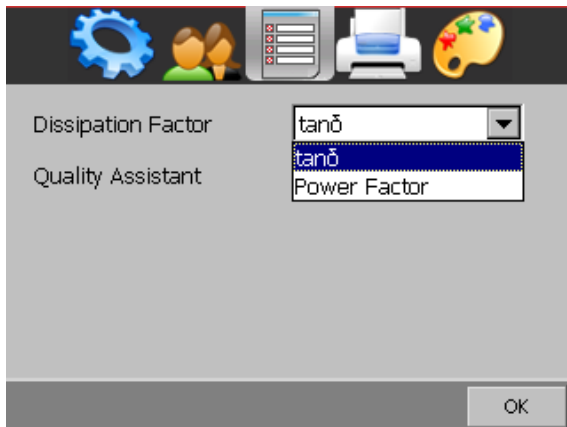 Dissipation Factor tanδ
tanδ
Quality Assistant
Power Factor
OK